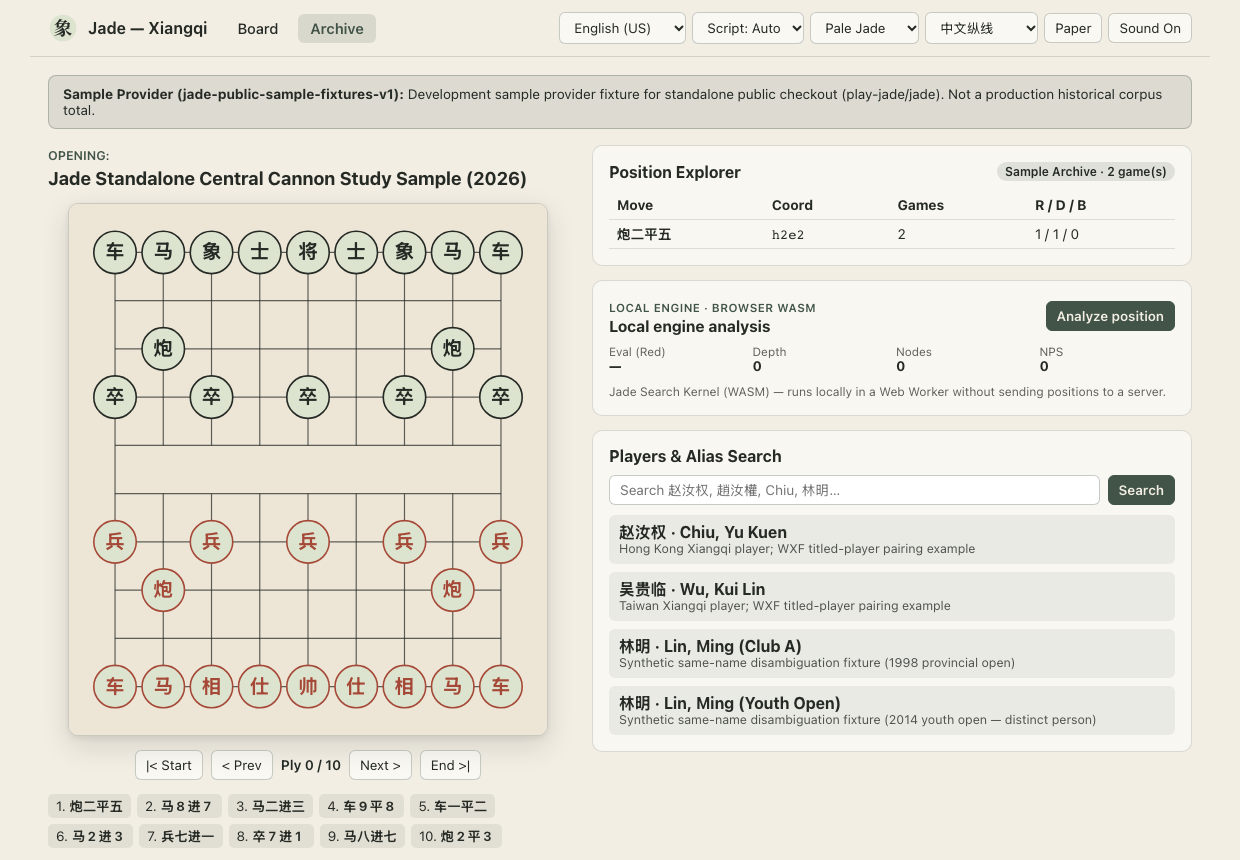 象 Jade — Xiangqi Board Archive English (US) Script: Auto Pale Jade 中文纵线 Paper Sound On
Sample Provider (jade-public-sample-fixtures-v1): Development sample provider fixture for standalone public checkout (play-jade/jade). Not a production historical corpus
total.
OPENING:
Jade Standalone Central Cannon Study Sample (2026)
车 马 象 士 将 士 象 马 车
炮 炮
卒 卒 卒 卒 卒
兵 兵 兵 兵 兵
炮 炮
车 马 相 仕 帅 仕 相 马 车
|< Start < Prev Ply 0 / 10 Next > End >|
1. 炮二平五 2. 马８进７ 3. 马二进三 4. 车９平８ 5. 车一平二
6. 马２进３ 7. 兵七进一 8. 卒７进１ 9. 马八进七 10. 炮２平３
Position Explorer Sample Archive · 2 game(s)
Move Coord Games R / D / B
炮二平五 h2e2 2 1 / 1 / 0
LOCAL ENGINE · BROWSER WASM
Local engine analysis Analyze position
Eval (Red) Depth Nodes NPS
— 0 0 0
Jade Search Kernel (WASM) — runs locally in a Web Worker without sending positions to a server.
Players & Alias Search
Search 赵汝权, 趙汝權, Chiu, 林明... Search
赵汝权 · Chiu, Yu Kuen
Hong Kong Xiangqi player; WXF titled-player pairing example
吴贵临 · Wu, Kui Lin
Taiwan Xiangqi player; WXF titled-player pairing example
林明 · Lin, Ming (Club A)
Synthetic same-name disambiguation fixture (1998 provincial open)
林明 · Lin, Ming (Youth Open)
Synthetic same-name disambiguation fixture (2014 youth open — distinct person)